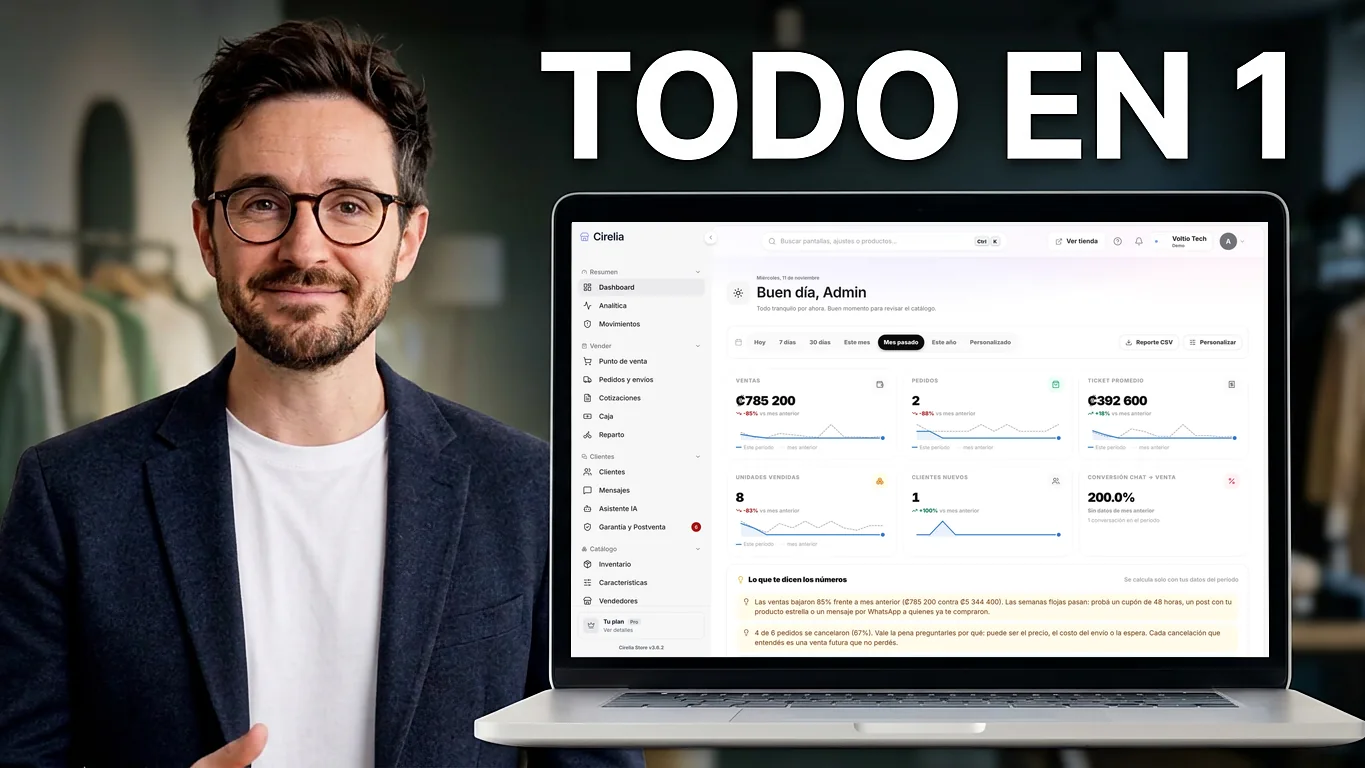 TODO EN 1
Cirelia
Buscar pantallas, ajustes o productos...
Ctrl K
Ver tienda
Voltio Tech
Demo
A
Resumen
Dashboard
Analítica
Movimientos
Vender
Punto de venta
Pedidos y envíos
Cotizaciones
Caja
Reparto
Clientes
Clientes
Mensajes
Asistente IA
Garantía y Postventa
6
Catálogo
Inventario
Características
Vendedores
Tu plan Pro
Ver detalles
Cirelia Store v3.6.2
Miércoles, 11 de noviembre
Buen día, Admin
Todo tranquilo por ahora. Buen momento para revisar el catálogo.
Hoy 7 días 30 días Este mes Mes pasado Este año Personalizado
Reporte CSV Personalizar
VENTAS
₡785 200
-85% vs mes anterior
Este período mes anterior
PEDIDOS
2
-88% vs mes anterior
Este período mes anterior
TICKET PROMEDIO
₡392 600
+18% vs mes anterior
Este período mes anterior
UNIDADES VENDIDAS
8
-83% vs mes anterior
Este período mes anterior
CLIENTES NUEVOS
1
+100% vs mes anterior
Este período mes anterior
CONVERSIÓN CHAT → VENTA
200.0%
Sin datos de mes anterior
1 conversación en el período
Lo que te dicen los números
Se calcula solo con tus datos del período
Las ventas bajaron 85% frente a mes anterior (₡785 200 contra ₡5 344 400). Las semanas flojas pasan: probá un cupón de 48 horas, un post con tu
producto estrella o un mensaje por WhatsApp a quienes ya te compraron.
4 de 6 pedidos se cancelaron (67%). Vale la pena preguntarles por qué: puede ser el precio, el costo del envío o la espera. Cada cancelación que
entendés es una venta futura que no perdés.